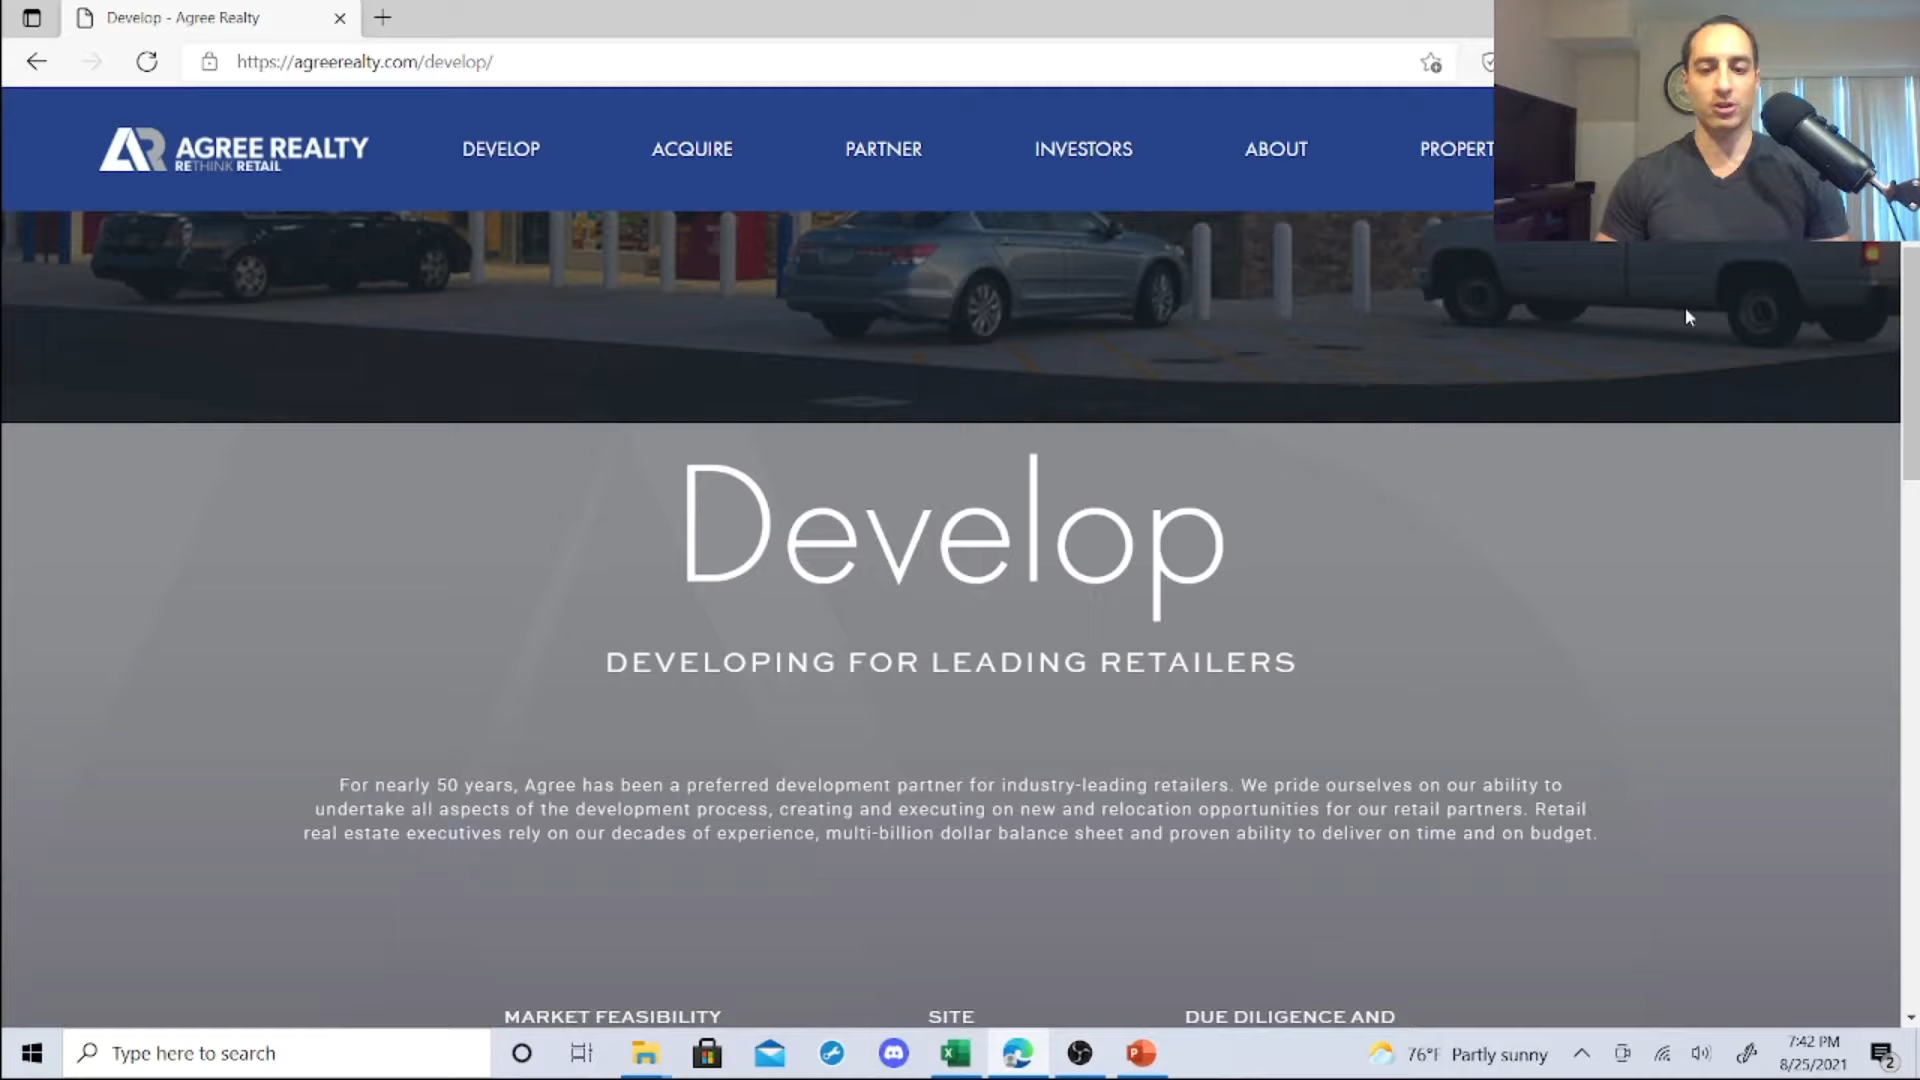 Develop - Agree Realty
https://agreerealty.com/develop/
AGREE REALTY
RETHINK RETAIL
DEVELOP
ACQUIRE
PARTNER
INVESTORS
ABOUT
PROPERT
Develop
DEVELOPING FOR LEADING RETAILERS
For nearly 50 years, Agree has been a preferred development partner for industry-leading retailers. We pride ourselves on our ability to
undertake all aspects of the development process, creating and executing on new and relocation opportunities for our retail partners. Retail
real estate executives rely on our decades of experience, multi-billion dollar balance sheet and proven ability to deliver on time and on budget.
MARKET FEASIBILITY
SITE
DUE DILIGENCE AND
Type here to search
76°F Partly sunny
7:42 PM
8/25/2021
2